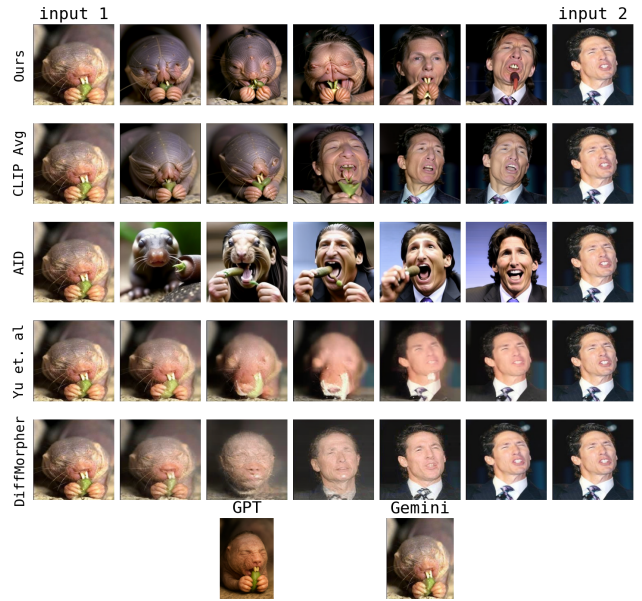 input 1 input 2
Ours
CLIP Avg
AID
Yu et. al
DiffMorpher
GPT Gemini